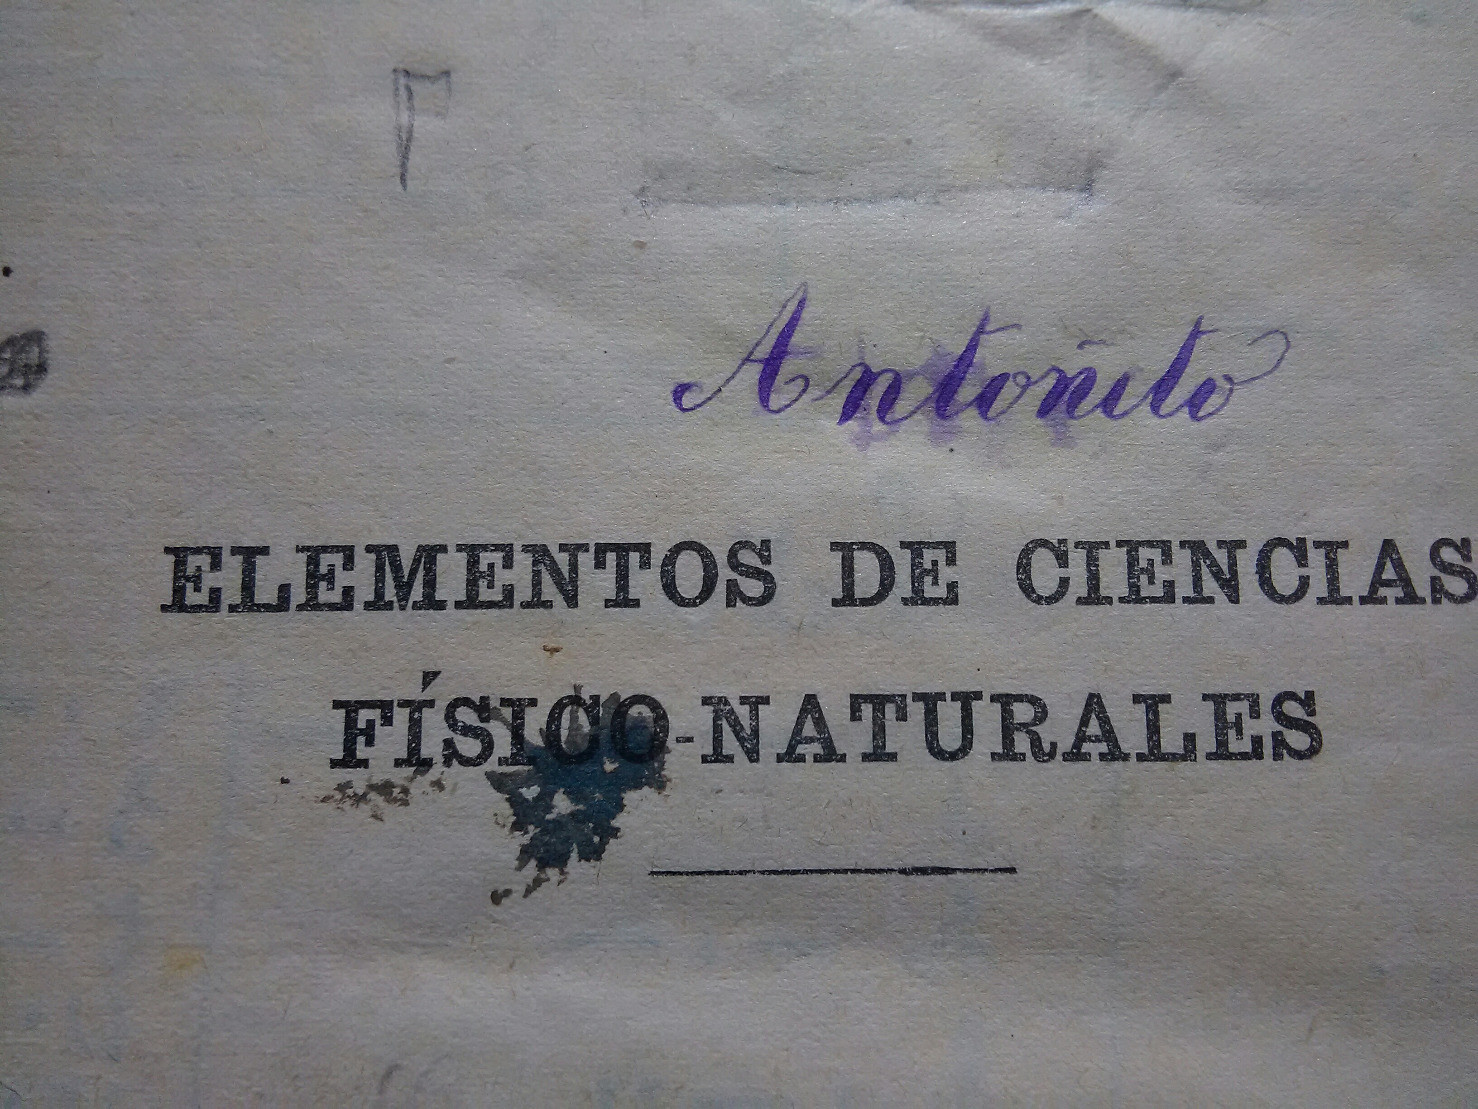 Antoñito
ELEMENTOS DE CIENCIAS
FÍSICO-NATURALES